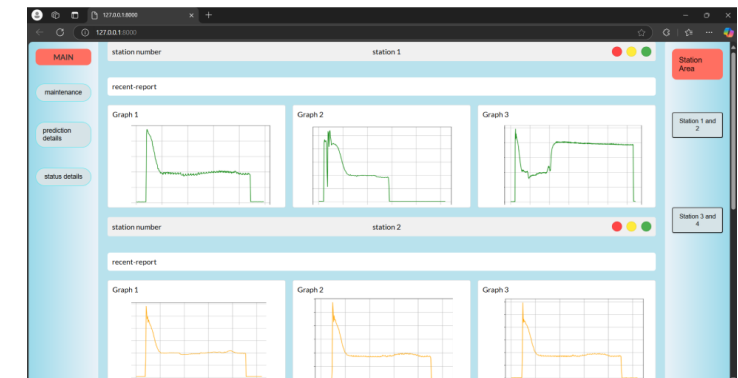 127.0.0.1:8000
127.0.0.1:8000
MAIN
maintenance
prediction
details
status details
station number
station 1
recent-report
Graph 1
Graph 2
Graph 3
station number
station 2
recent-report
Graph 1
Graph 2
Graph 3
Station
Area
Station 1 and
2
Station 3 and
4